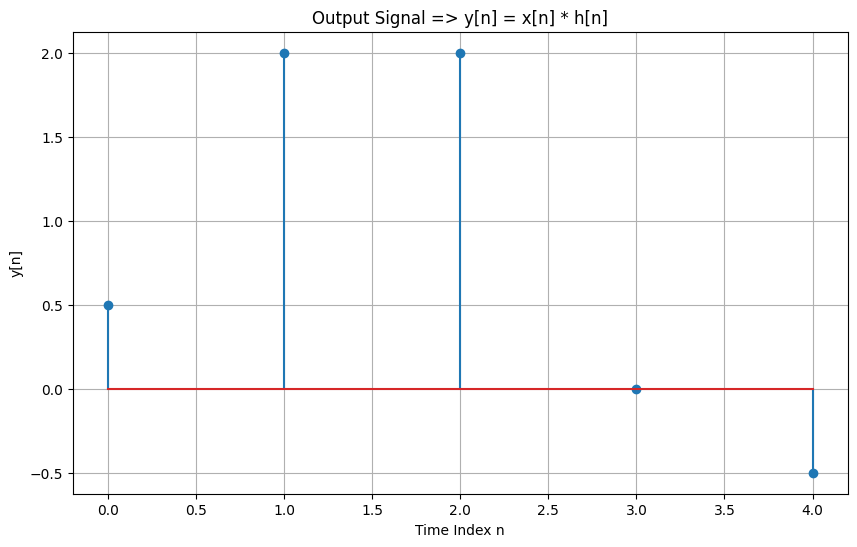 Output Signal => y[n] = x[n] * h[n]
2.0
1.5
1.0
0.5
0.0
−0.5
y[n]
0.0 0.5 1.0 1.5 2.0 2.5 3.0 3.5 4.0
Time Index n